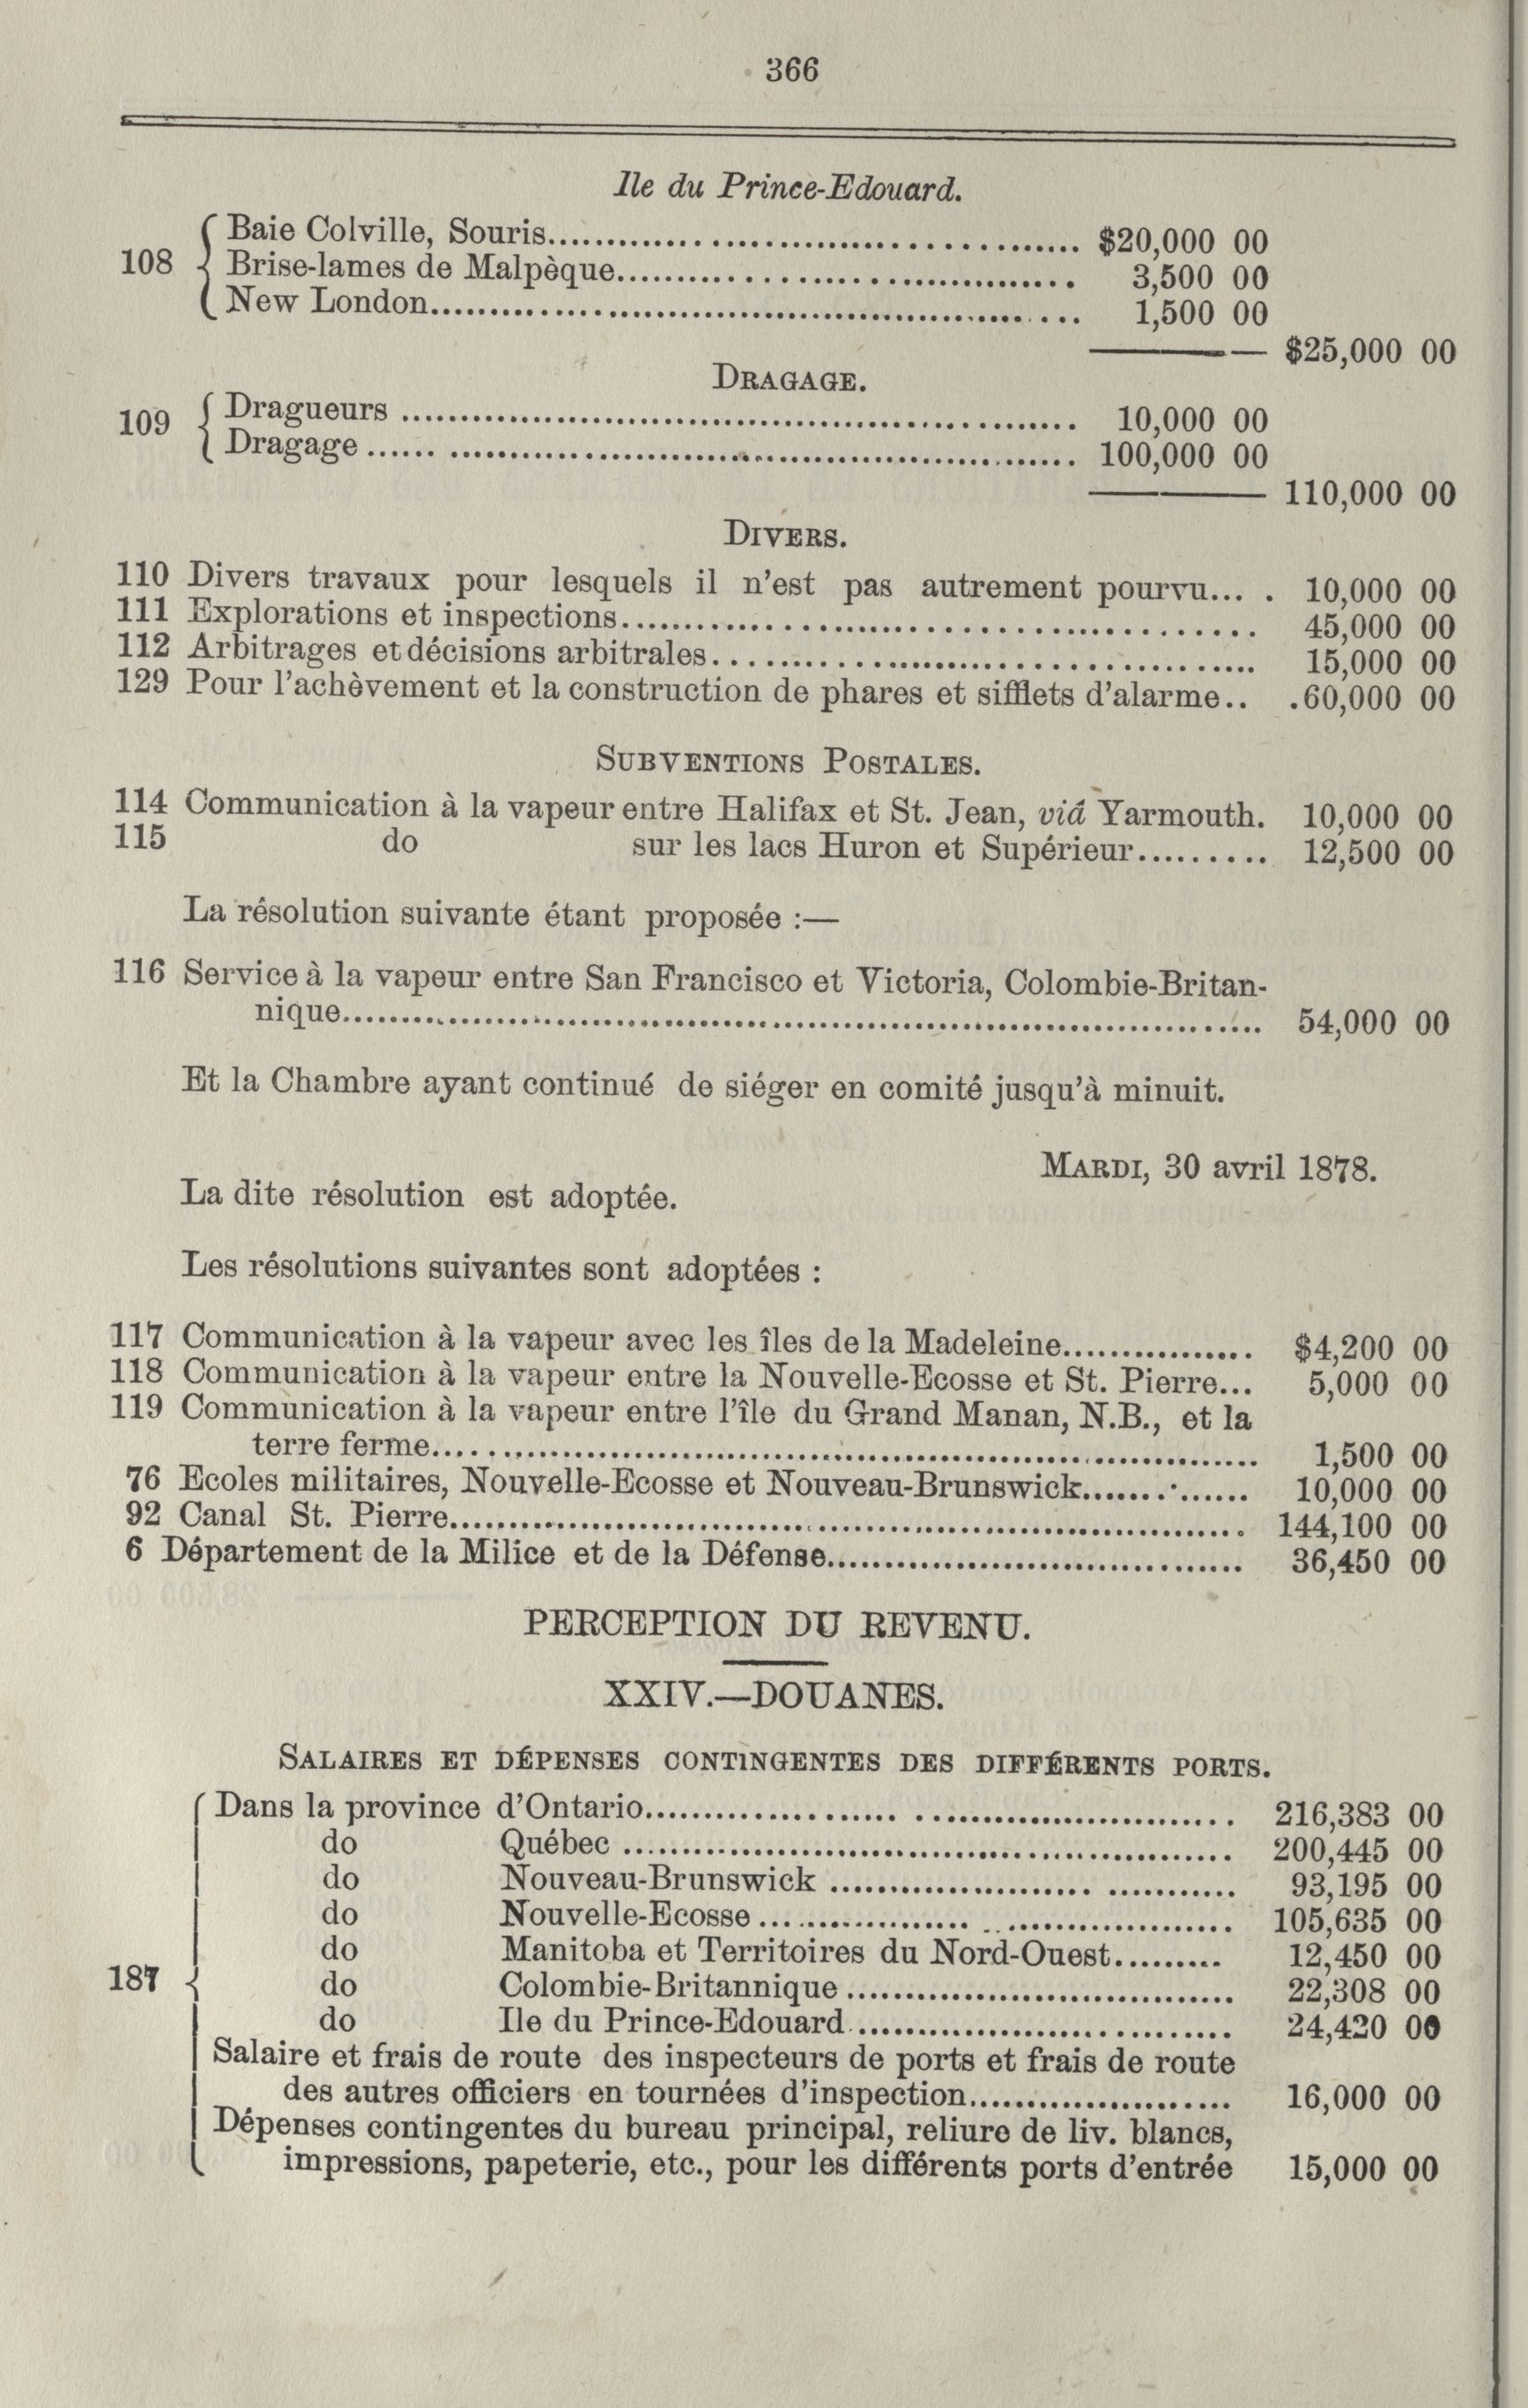 366
Ile du Prince-Edouard.
108 { Baie Colville, Souris........ $20,000 00
Brise-lames de Malpèque........ 3,500 00
New London........ 1,500 00
——— $25,000 00
DRAGAGE.
109 { Dragueurs ........ 10,000 00
Dragage ........ 100,000 00
——— 110,000 00
DIVERS.
110 Divers travaux pour lesquels il n'est pas autrement pourvu... . 10,000 00
111 Explorations et inspections........ 45,000 00
112 Arbitrages et décisions arbitrales........ 15,000 00
129 Pour l'achèvement et la construction de phares et sifflets d'alarme.. .60,000 00
SUBVENTIONS POSTALES.
114 Communication à la vapeur entre Halifax et St. Jean, viâ Yarmouth. 10,000 00
115 do sur les lacs Huron et Supérieur......... 12,500 00
La résolution suivante étant proposée :—
116 Service à la vapeur entre San Francisco et Victoria, Colombie-Britan-
nique........ 54,000 00
Et la Chambre ayant continué de siéger en comité jusqu'à minuit.
MARDI, 30 avril 1878.
La dite résolution est adoptée.
Les résolutions suivantes sont adoptées :
117 Communication à la vapeur avec les îles de la Madeleine........ $4,200 00
118 Communication à la vapeur entre la Nouvelle-Ecosse et St. Pierre... 5,000 00
119 Communication à la vapeur entre l'île du Grand Manan, N.B., et la
terre ferme........ 1,500 00
76 Ecoles militaires, Nouvelle-Ecosse et Nouveau-Brunswick........ 10,000 00
92 Canal St. Pierre........ 144,100 00
6 Département de la Milice et de la Défense........ 36,450 00
PERCEPTION DU REVENU.
XXIV.—DOUANES.
SALAIRES ET DÉPENSES CONTINGENTES DES DIFFÉRENTS PORTS.
Dans la province d'Ontario........ 216,383 00
do Québec ........ 200,445 00
do Nouveau-Brunswick ........ 93,195 00
do Nouvelle-Ecosse ........ 105,635 00
do Manitoba et Territoires du Nord-Ouest......... 12,450 00
187 { do Colombie-Britannique ........ 22,308 00
do Ile du Prince-Edouard........ 24,420 00
Salaire et frais de route des inspecteurs de ports et frais de route
des autres officiers en tournées d'inspection........ 16,000 00
Dépenses contingentes du bureau principal, reliure de liv. blancs,
impressions, papeterie, etc., pour les différents ports d'entrée 15,000 00